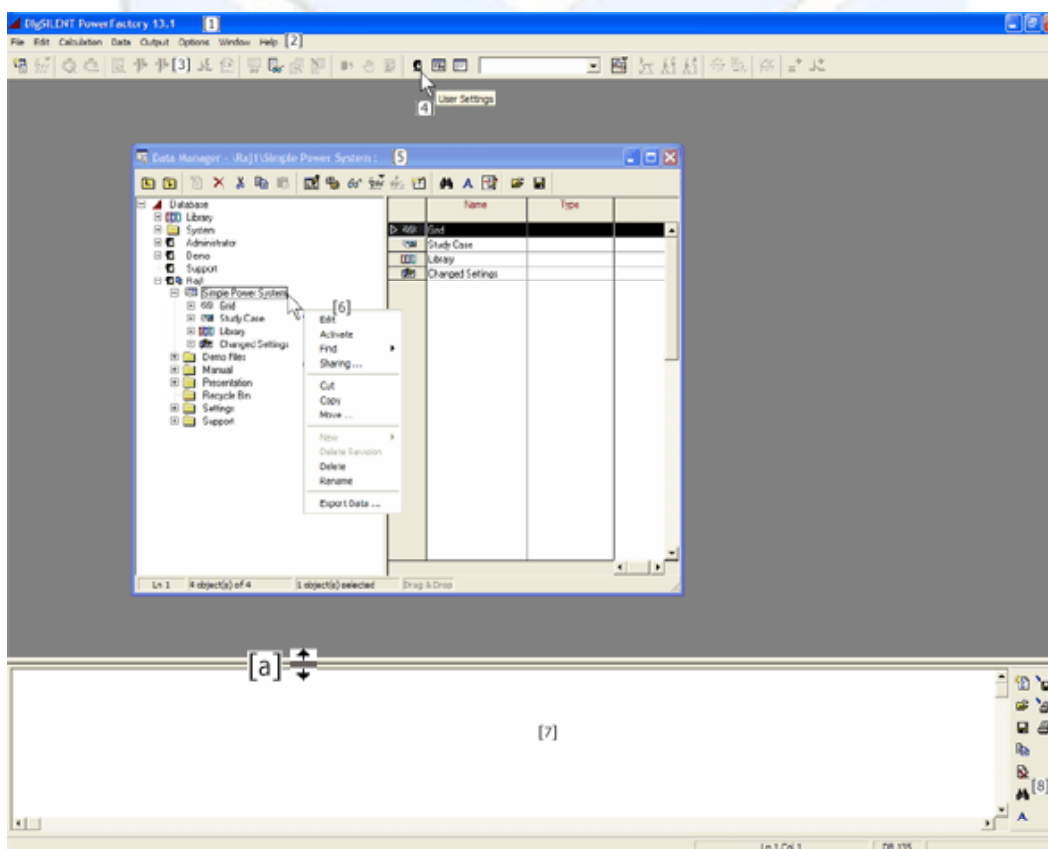 DIgSILENT PowerFactory 13.1 [1]
File Edit Calculation Data Output Options Window Help [2]
[3]
User Settings
[4]
Data Manager - \Raj1\Simple Power System : [5]
Name Type
Database
Library
System
Administrator
Demo
Support
Raj
Simple Power System
Grid
Study Case
Library
Changed Settings
Demo Files
Manual
Presentation
Recycle Bin
Settings
Support
Grid
Study Case
Library
Changed Settings
[6]
Edit
Activate
Find
Sharing ...
Cut
Copy
Move ...
New
Delete Revision
Delete
Rename
Export Data ...
Ln 1 4 object(s) of 4 1 object(s) selected Drag & Drop
[a]
[7]
[8]
Ln 1,Col 1 DB 135